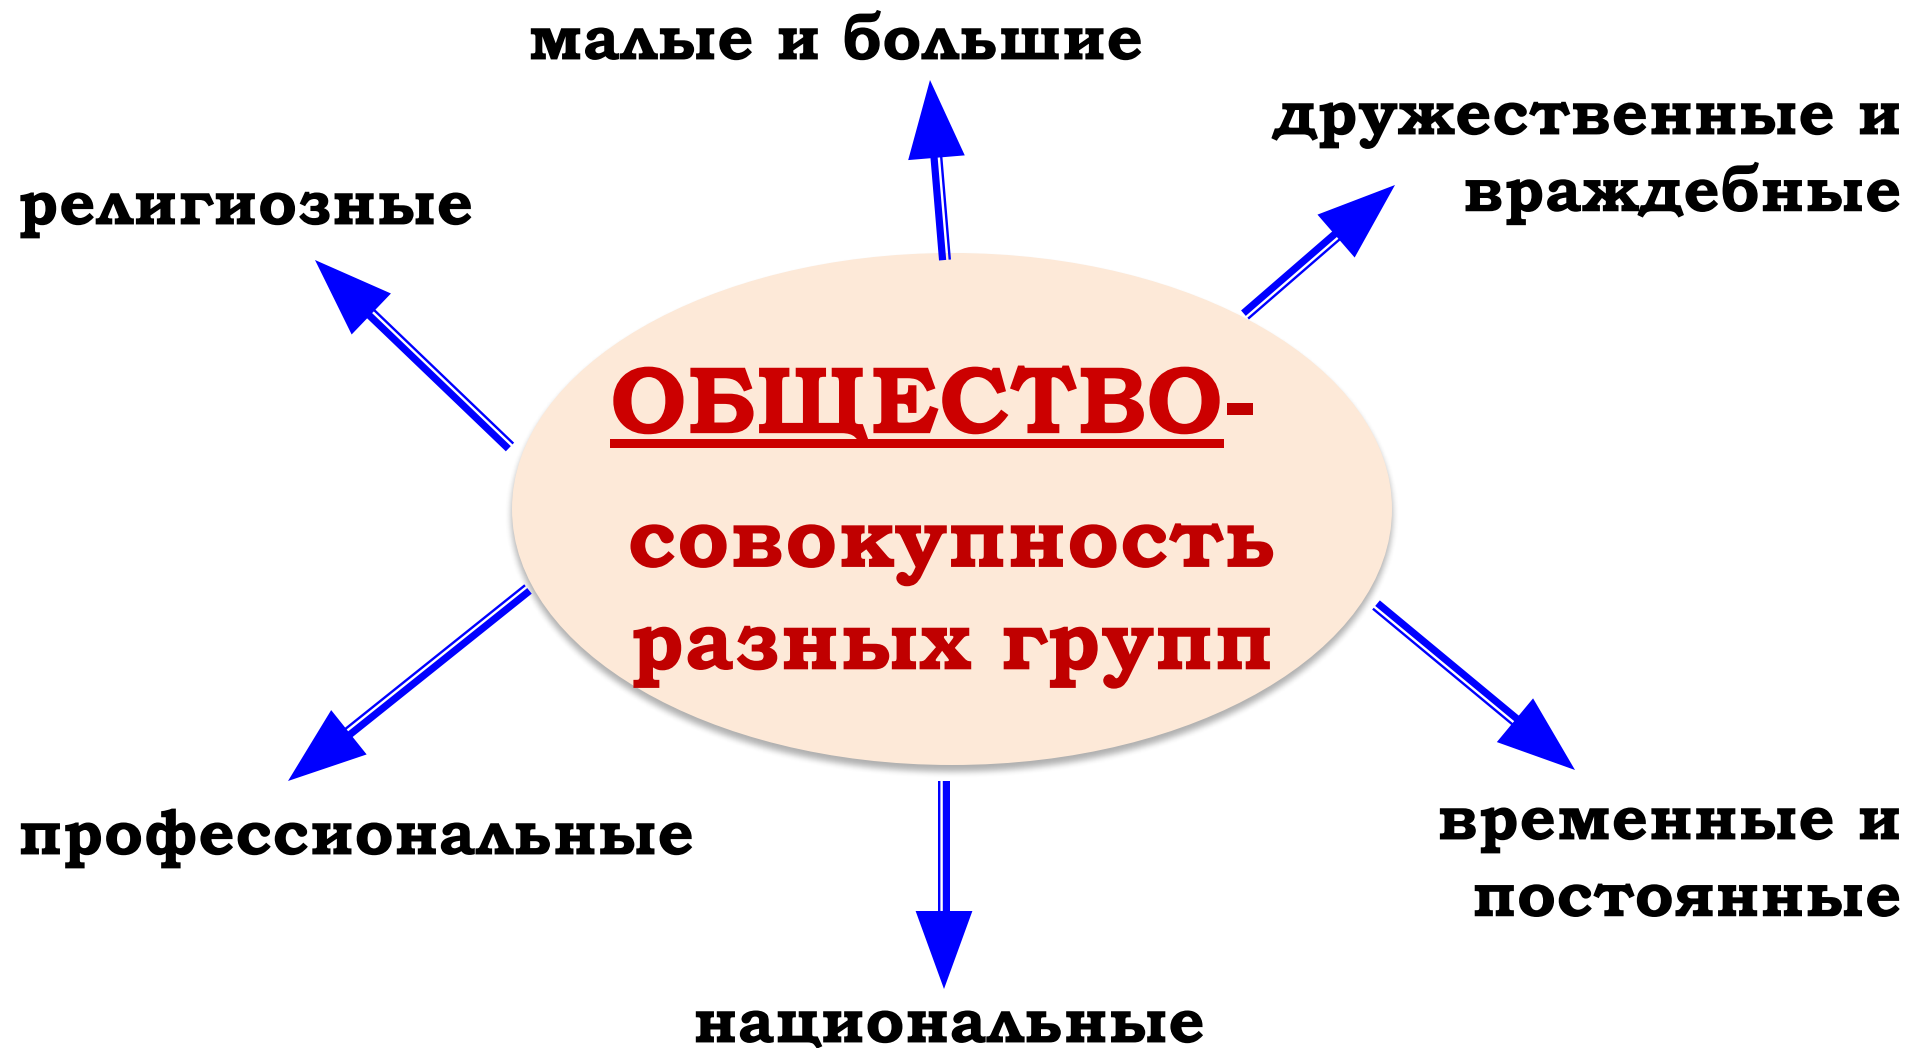 малые и большие
дружественные и
враждебные
религиозные
ОБЩЕСТВО-
совокупность
разных групп
профессиональные
временные и
постоянные
национальные